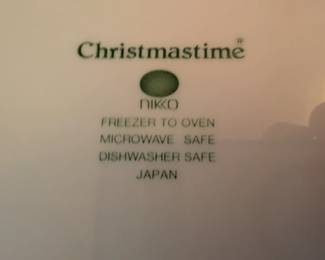 Christmastime®
NIKKO
FREEZER TO OVEN
MICROWAVE SAFE
DISHWASHER SAFE
JAPAN